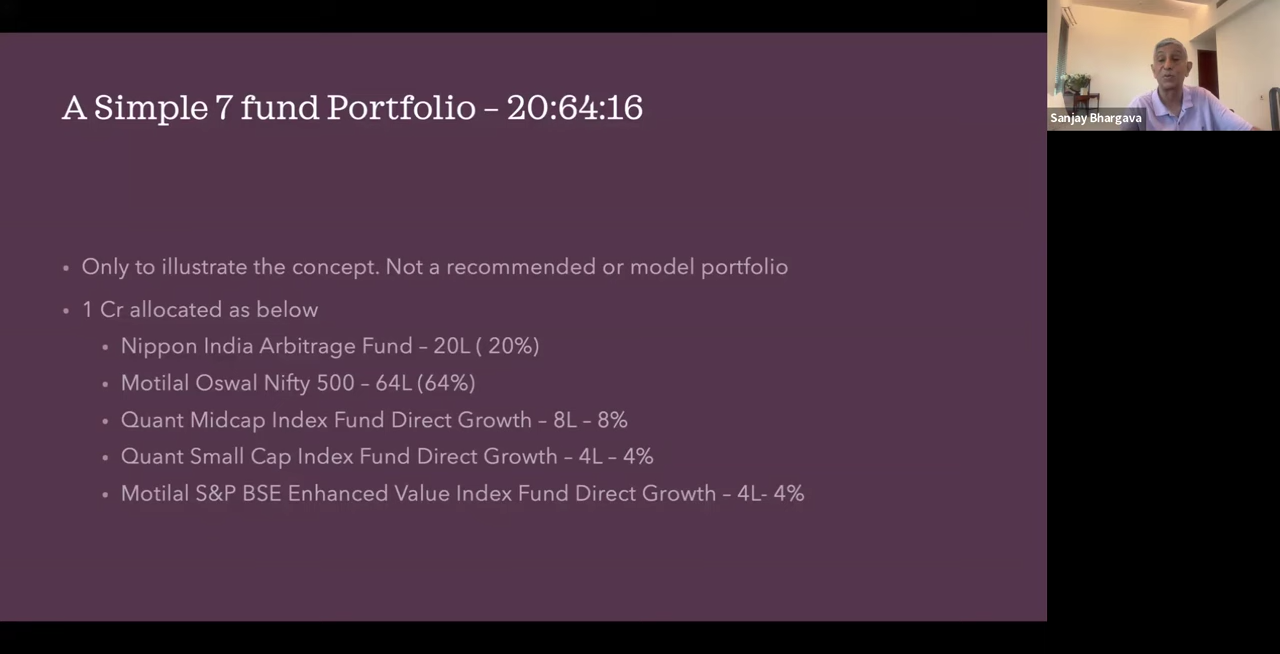 A Simple 7 fund Portfolio – 20:64:16
Sanjay Bhargava
• Only to illustrate the concept. Not a recommended or model portfolio
• 1 Cr allocated as below
• Nippon India Arbitrage Fund – 20L ( 20%)
• Motilal Oswal Nifty 500 – 64L (64%)
• Quant Midcap Index Fund Direct Growth – 8L – 8%
• Quant Small Cap Index Fund Direct Growth – 4L – 4%
• Motilal S&P BSE Enhanced Value Index Fund Direct Growth – 4L- 4%